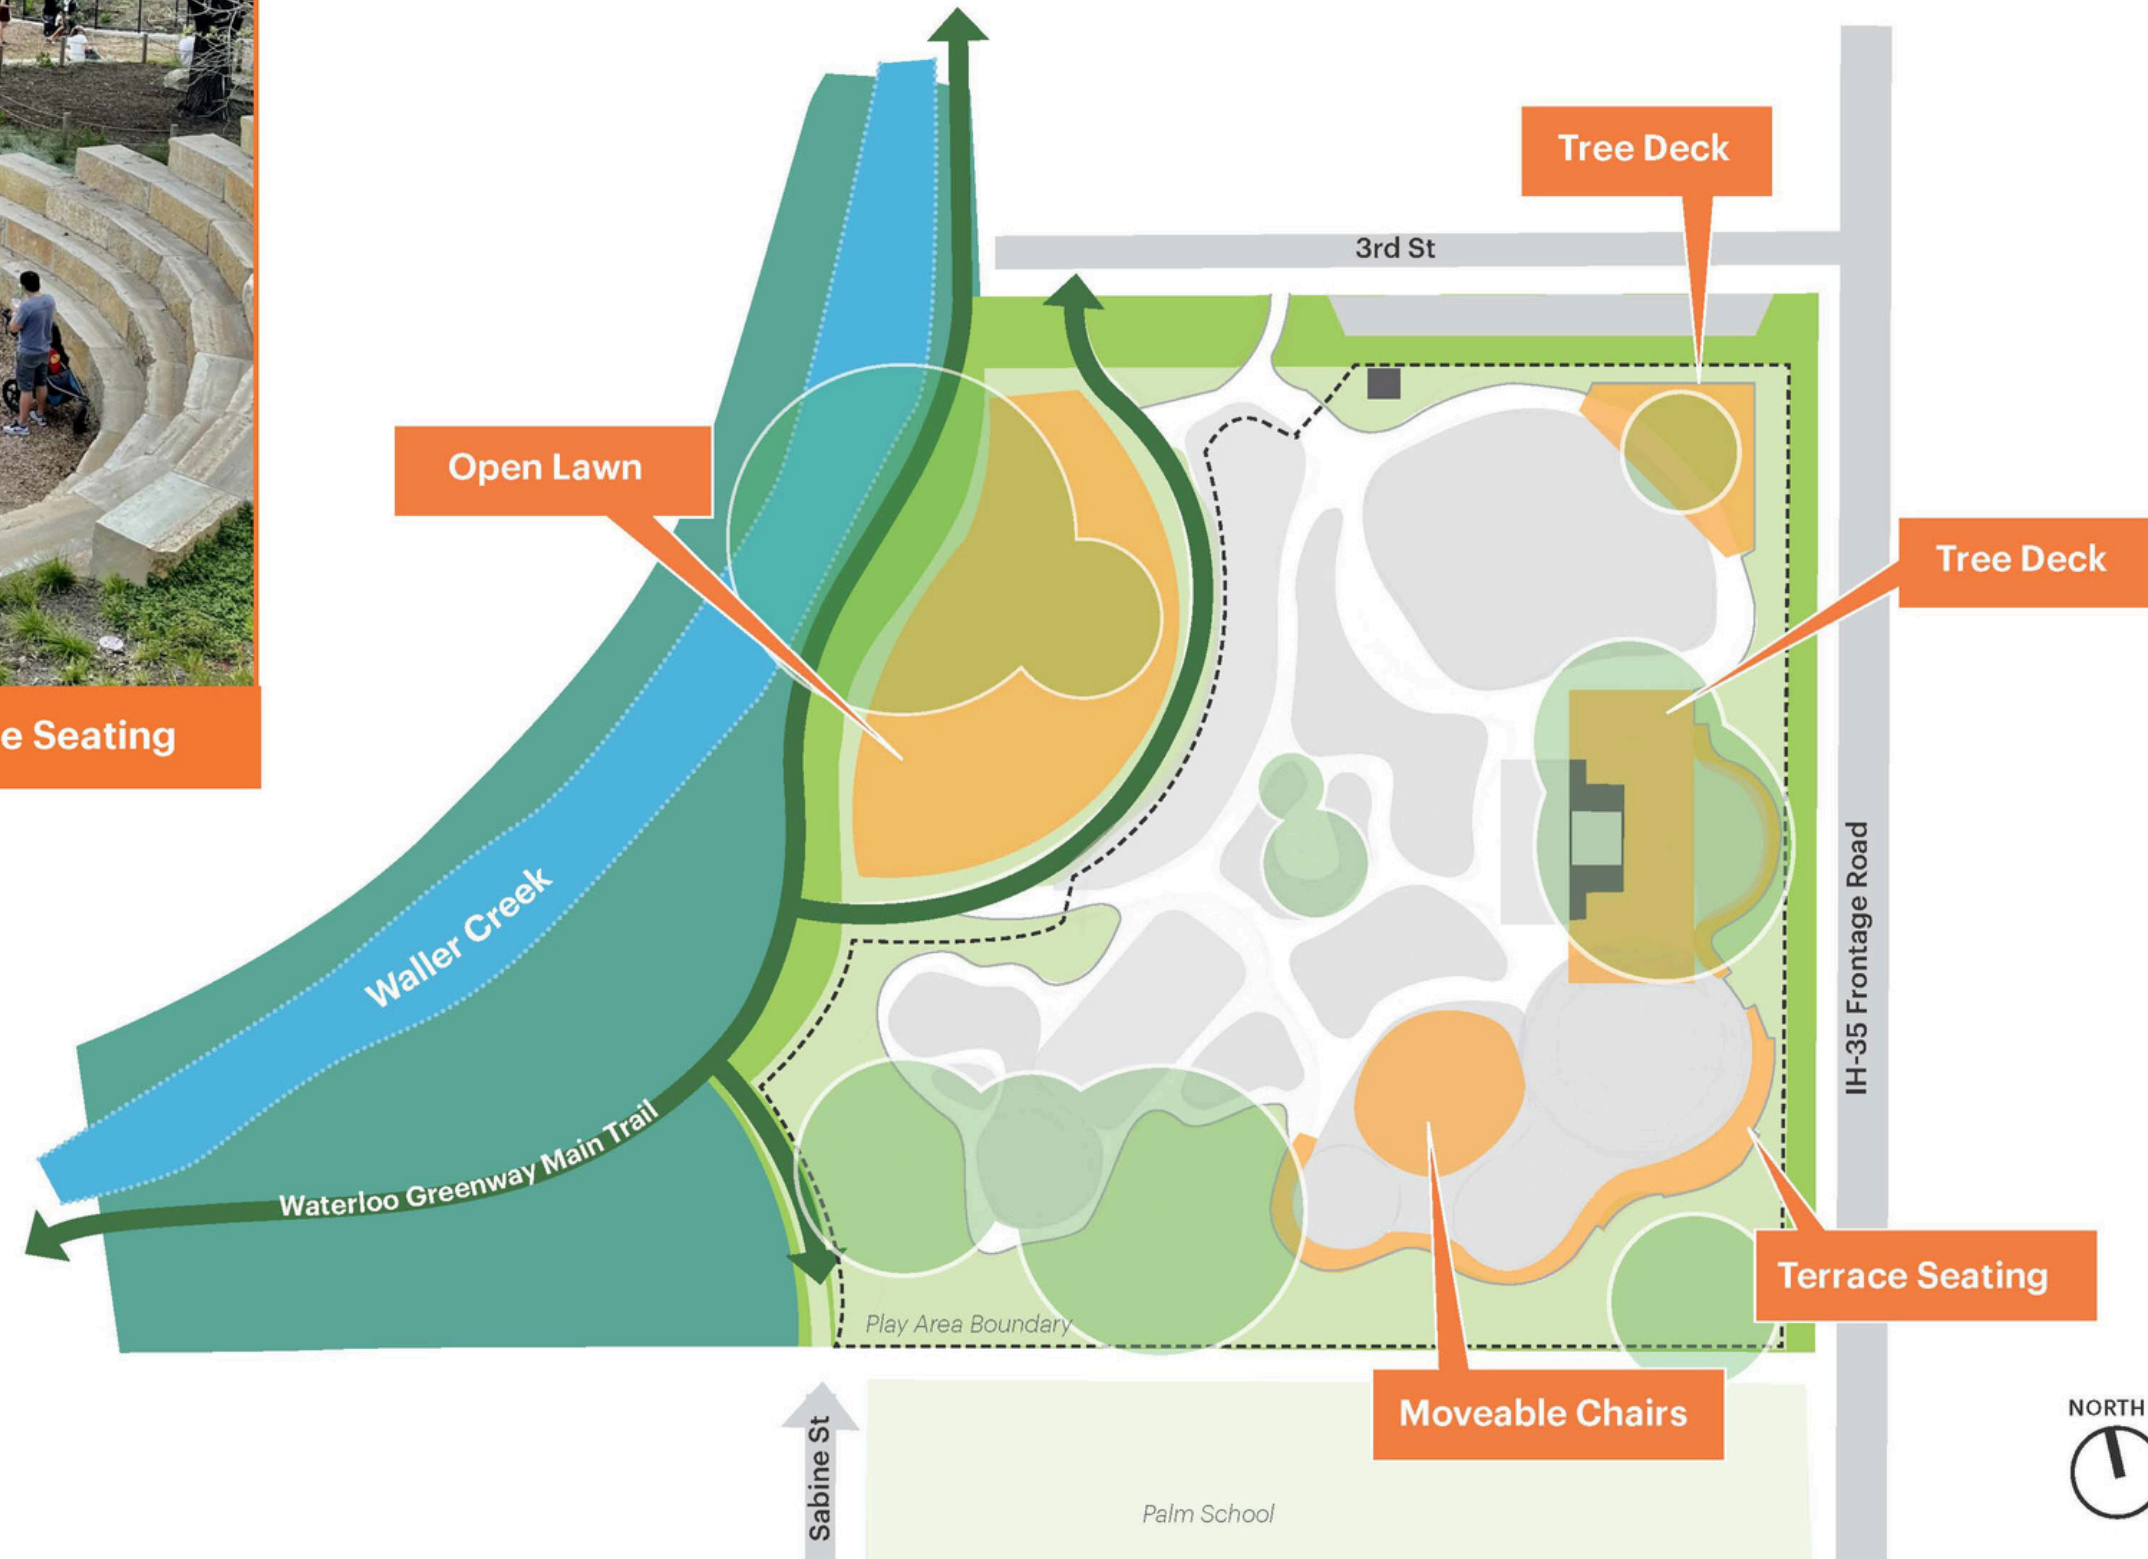 Tree Deck
3rd St
Open Lawn
Tree Deck
e Seating
IH-35 Frontage Road
Waller Creek
Waterloo Greenway Main Trail
Terrace Seating
Play Area Boundary
Moveable Chairs
NORTH
Sabine St
Palm School